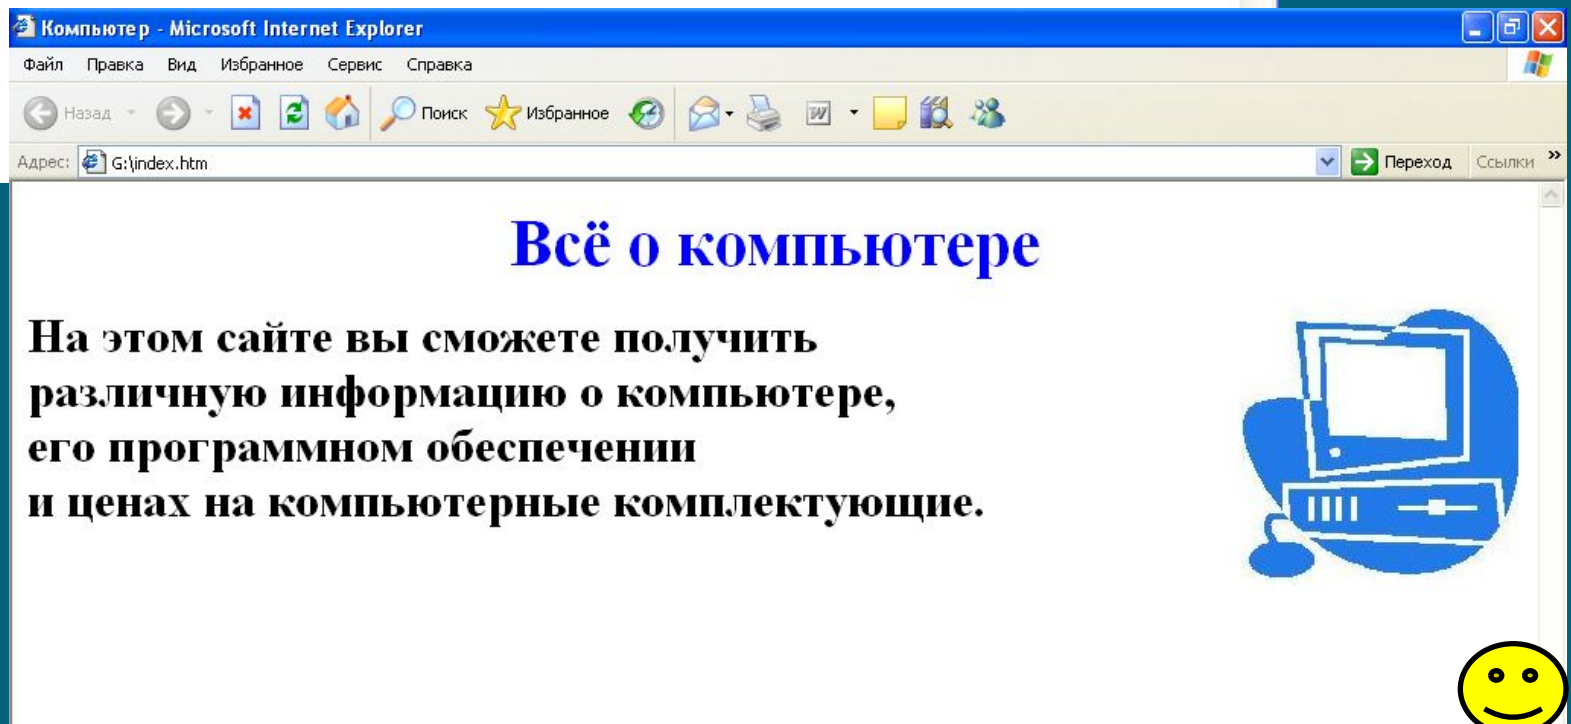 Компьютер - Microsoft Internet Explorer
Файл Правка Вид Избранное Сервис Справка
Назад Поиск Избранное W
Адрес: G:\index.htm Переход Ссылки »
Всё о компьютере
На этом сайте вы сможете получить
различную информацию о компьютере,
его программном обеспечении
и ценах на компьютерные комплектующие.